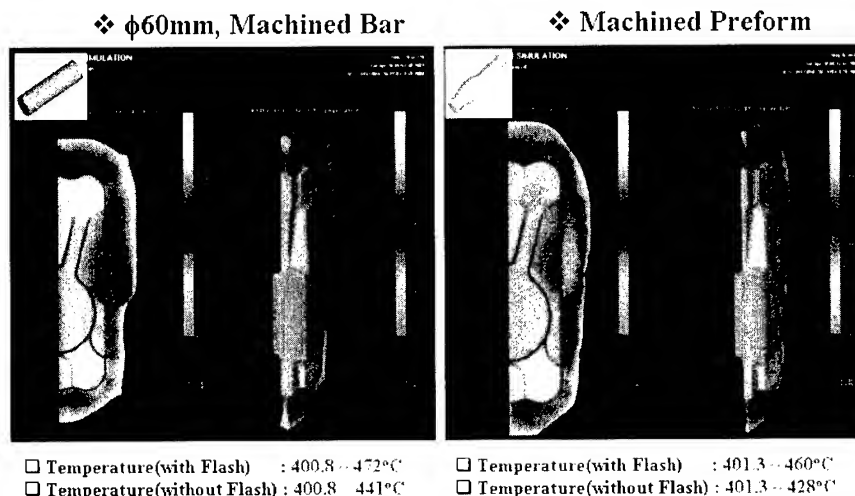 ❖ ϕ60mm, Machined Bar
❖ Machined Preform
SIMULATION
SIMULATION
❑ Temperature(with Flash) : 400.8 ~ 472°C
❑ Temperature(without Flash) : 400.8 441°C
❑ Temperature(with Flash) : 401.3 ~ 460°C
❑ Temperature(without Flash) : 401.3 ~ 428°C